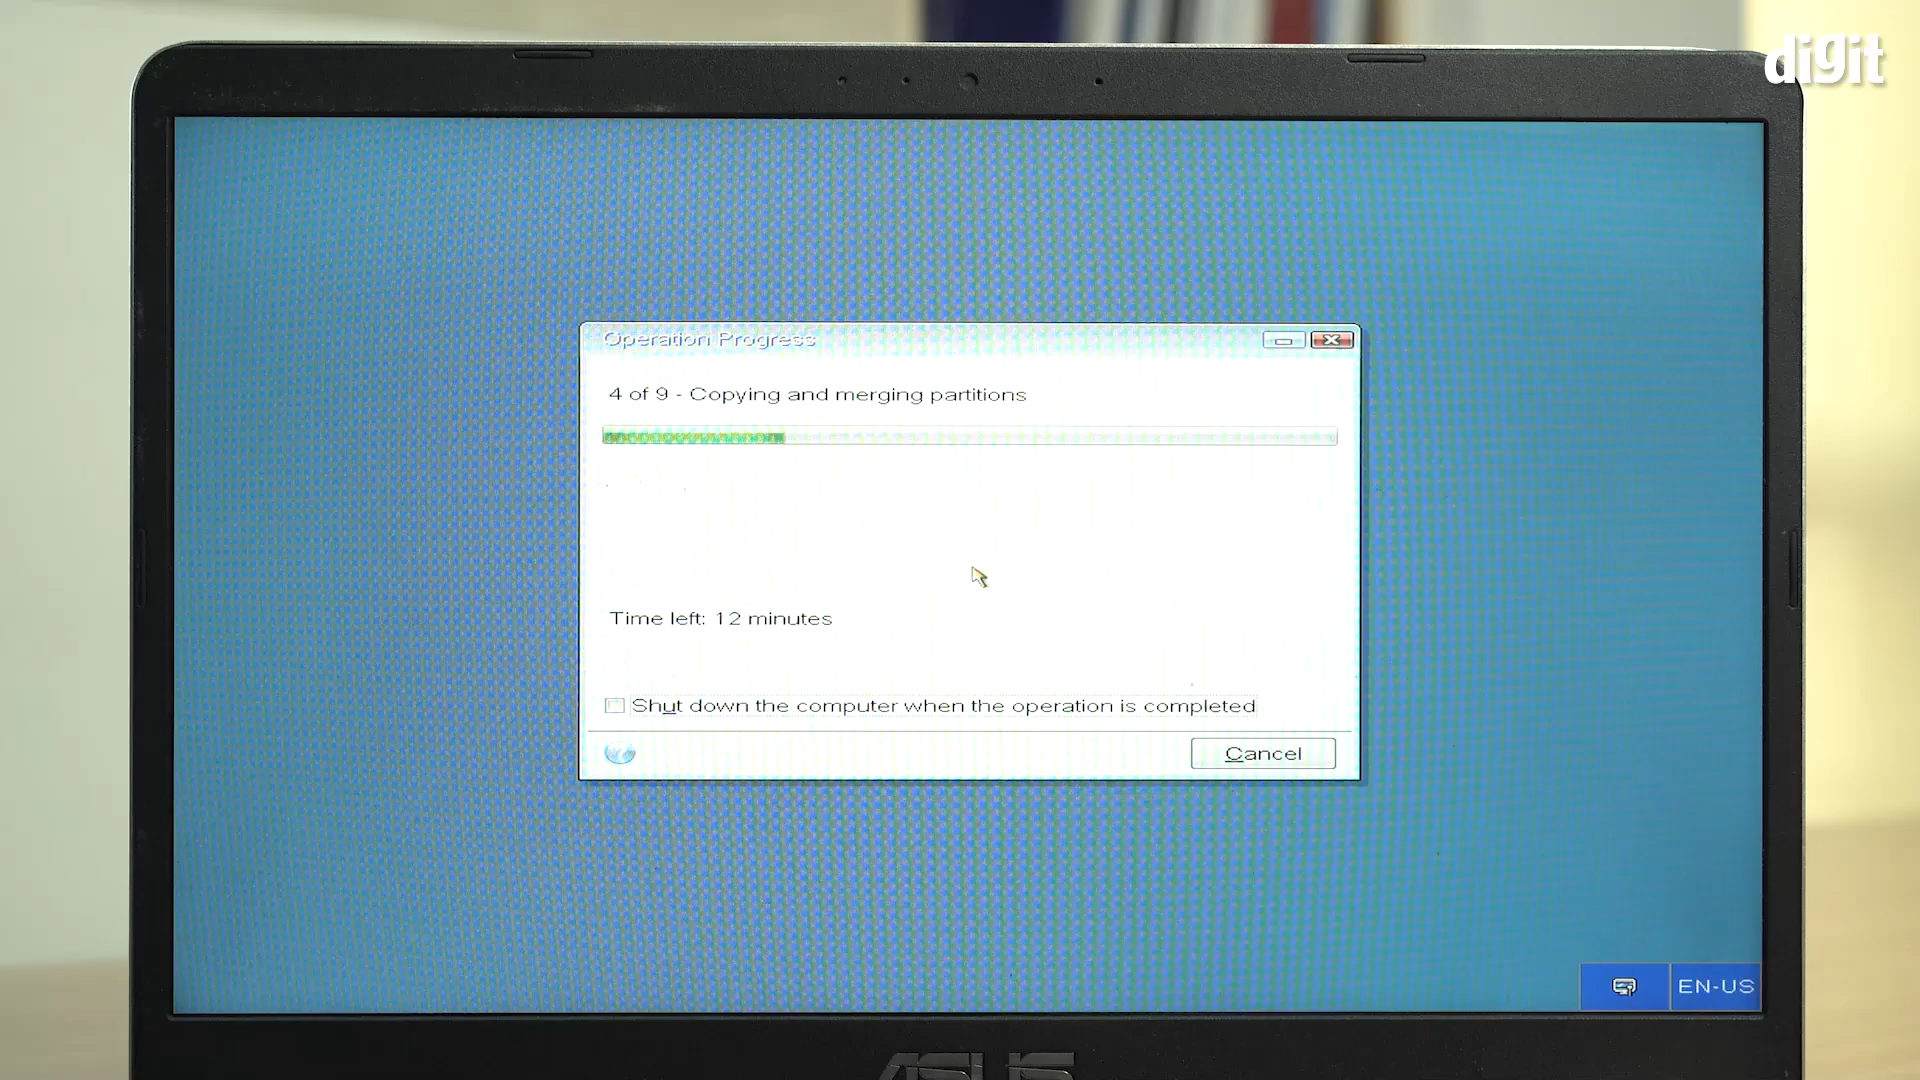 digit
Operation Progress
4 of 9 - Copying and merging partitions
Time left: 12 minutes
Shut down the computer when the operation is completed
Cancel
EN-US
ASUS